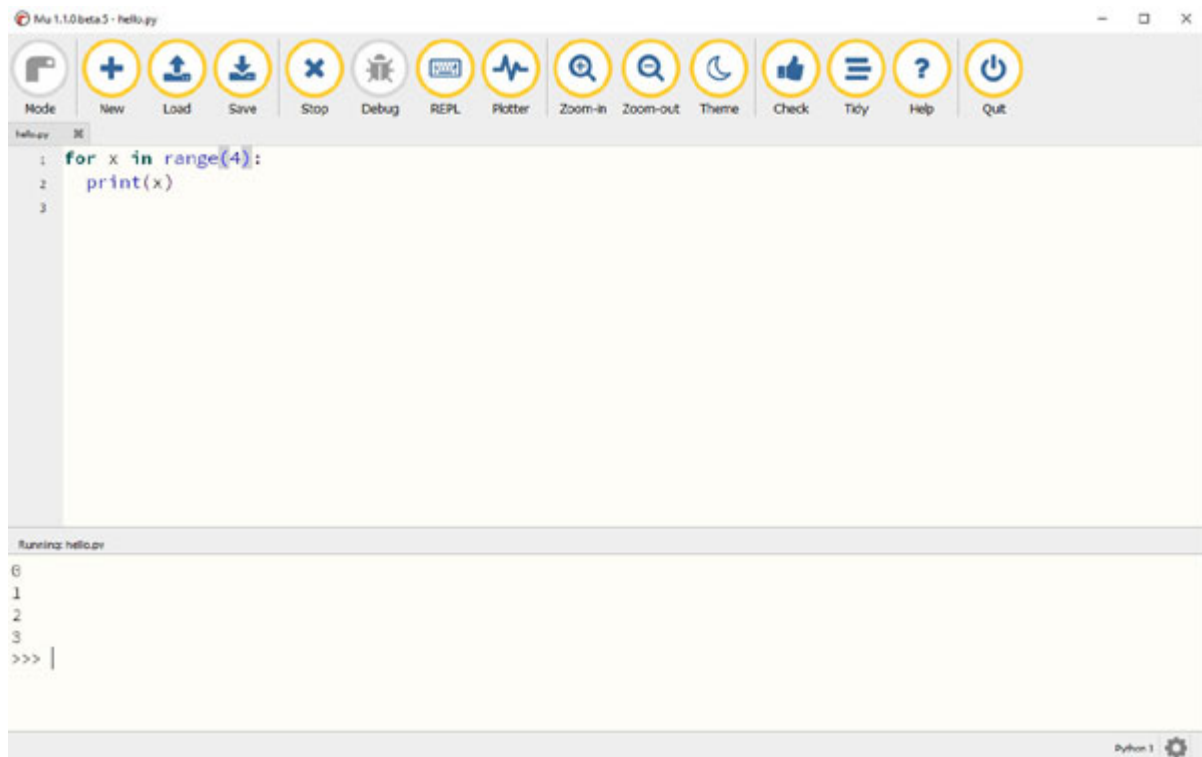 Mu 1.1.0 beta.5 - hello.py
Mode New Load Save Stop Debug REPL Plotter Zoom-in Zoom-out Theme Check Tidy Help Quit
hello.py
1 for x in range(4):
2   print(x)
3
Running: hello.py
0
1
2
3
>>>
Python 3